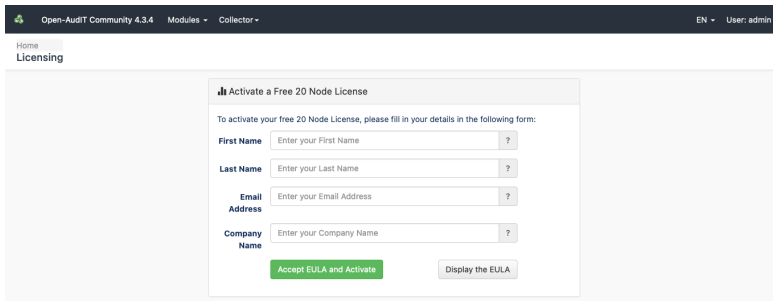 Open-AudIT Community 4.3.4 Modules Collector EN User: admin
Home
Licensing
Activate a Free 20 Node License
To activate your free 20 Node License, please fill in your details in the following form:
First Name Enter your First Name ?
Last Name Enter your Last Name ?
Email Address Enter your Email Address ?
Company Name Enter your Company Name ?
Accept EULA and Activate Display the EULA